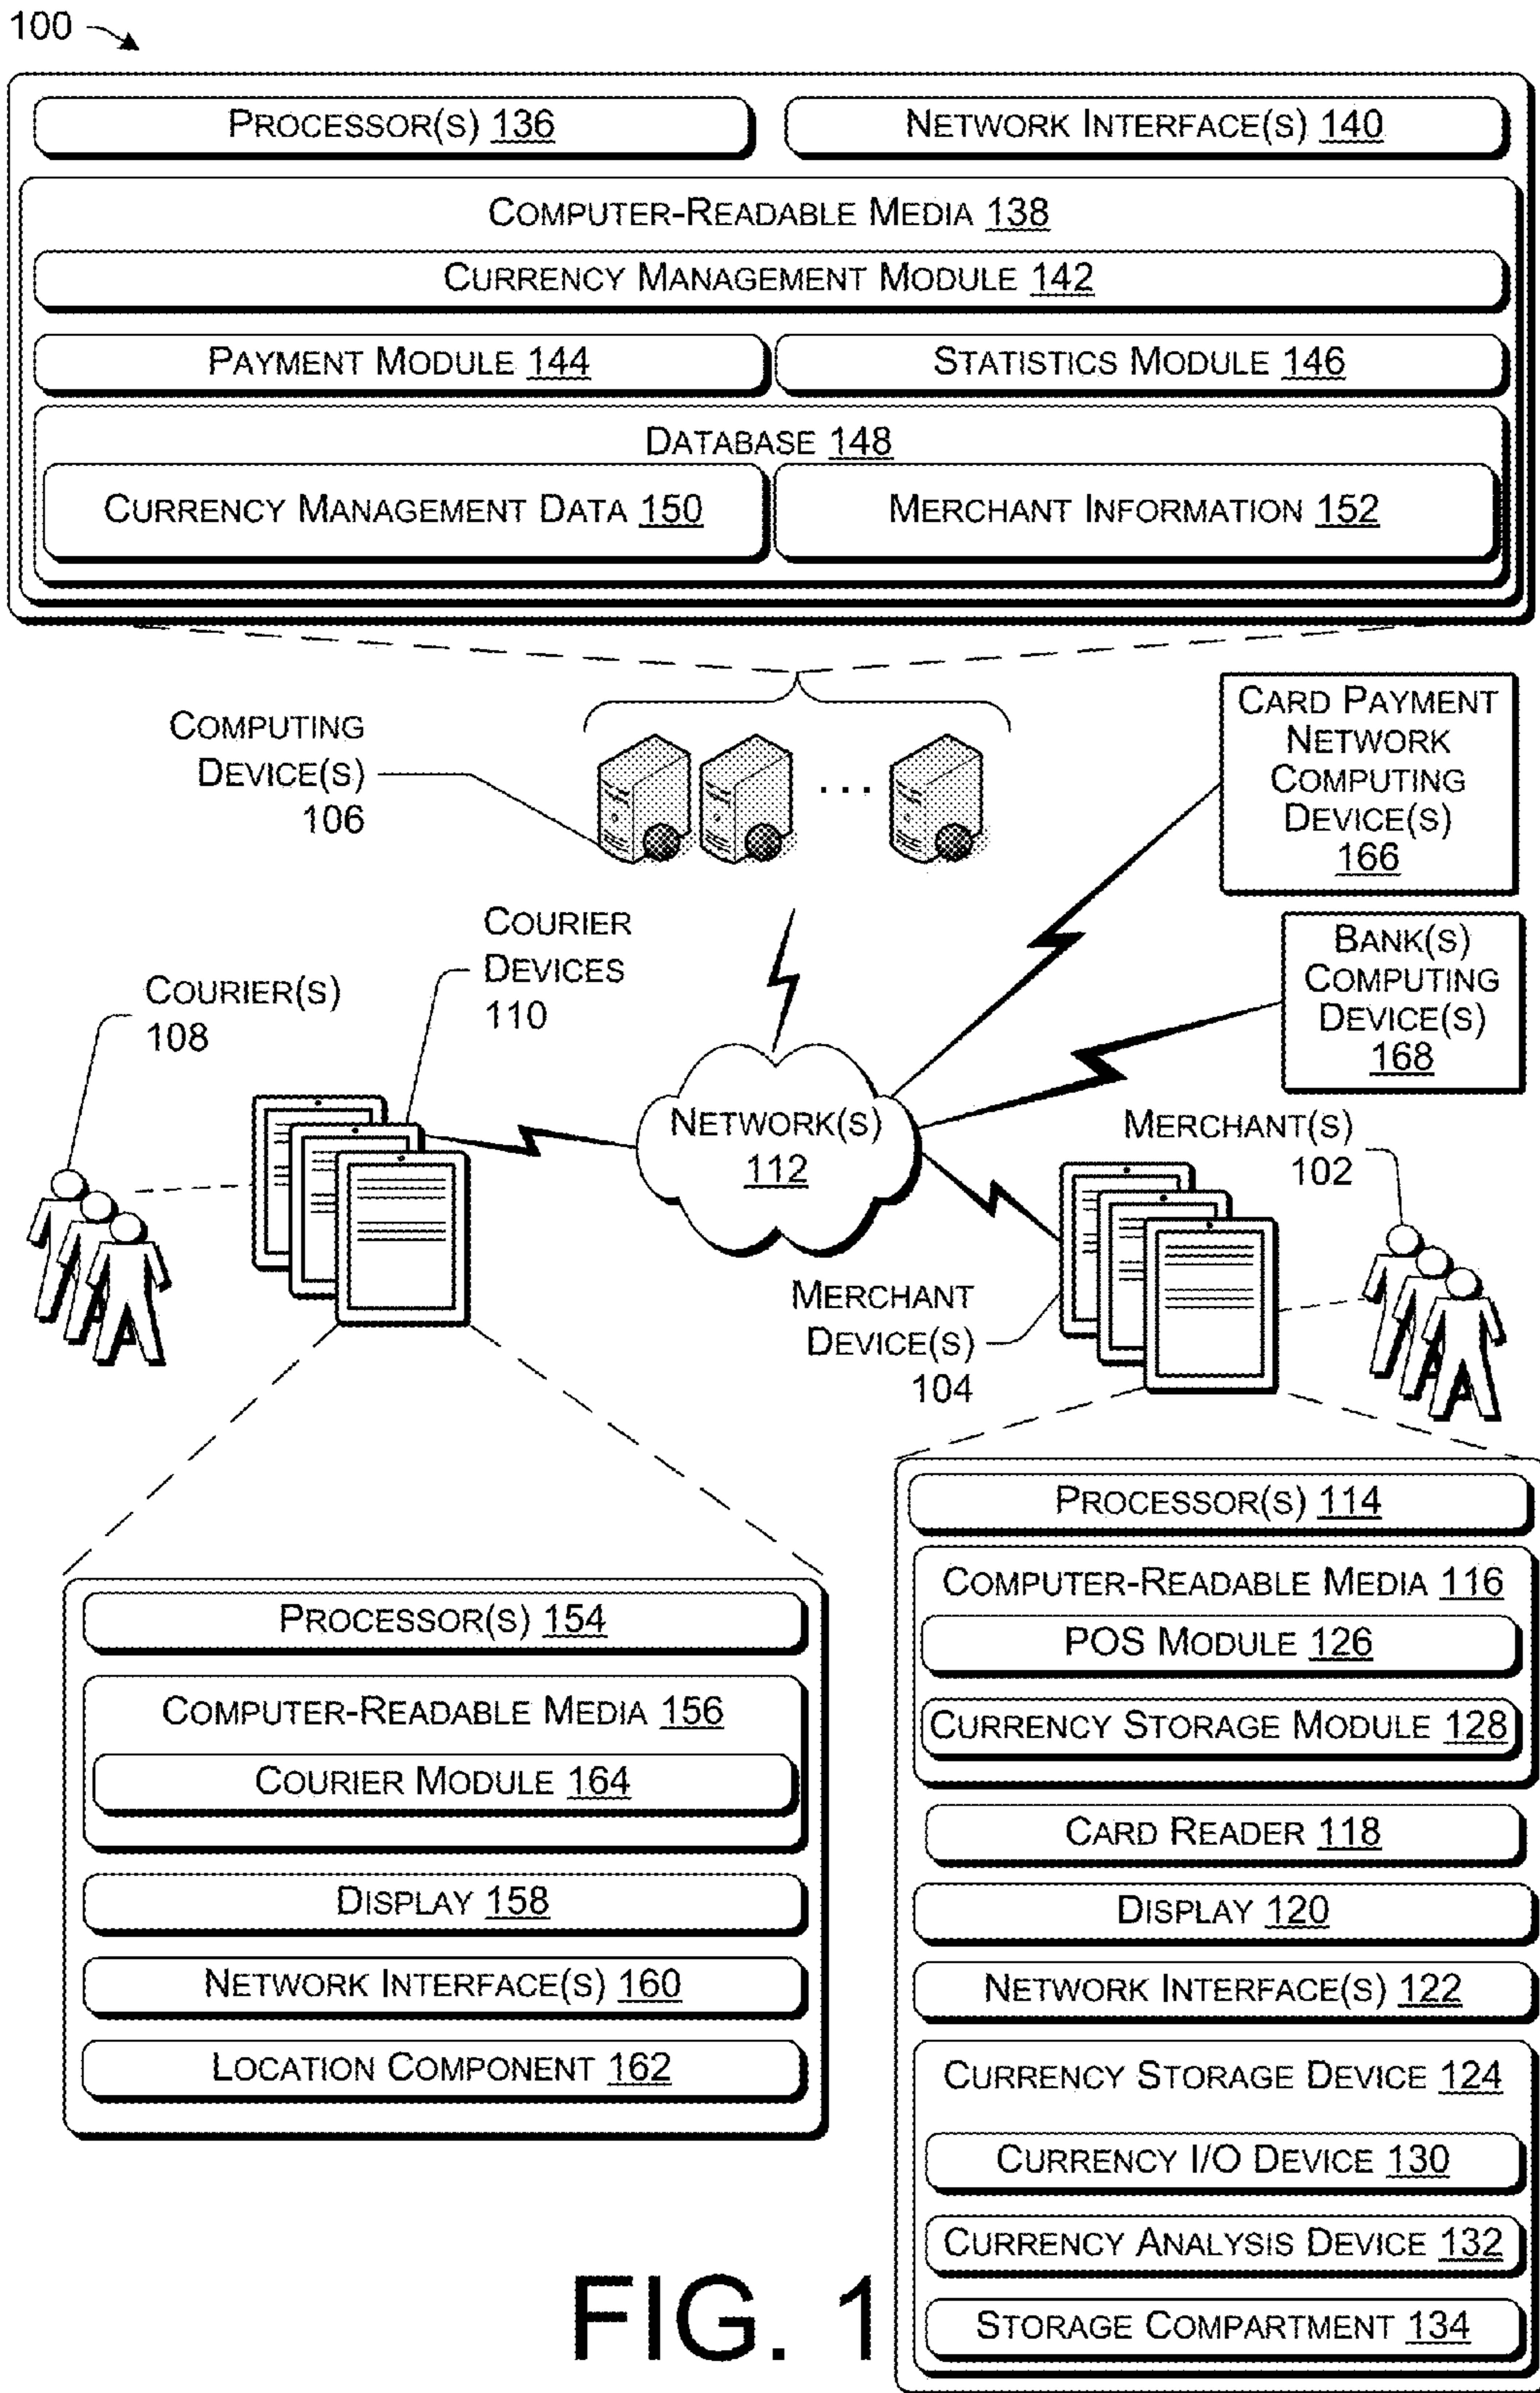 100
PROCESSOR(S) 136
NETWORK INTERFACE(S) 140
COMPUTER-READABLE MEDIA 138
CURRENCY MANAGEMENT MODULE 142
PAYMENT MODULE 144
STATISTICS MODULE 146
DATABASE 148
CURRENCY MANAGEMENT DATA 150
MERCHANT INFORMATION 152
COMPUTING
DEVICE(S)
106
...
CARD PAYMENT
NETWORK
COMPUTING
DEVICE(S)
166
BANK(S)
COMPUTING
DEVICE(S)
168
COURIER
DEVICES
110
COURIER(S)
108
NETWORK(S)
112
MERCHANT(S)
102
MERCHANT
DEVICE(S)
104
PROCESSOR(S) 154
COMPUTER-READABLE MEDIA 156
COURIER MODULE 164
DISPLAY 158
NETWORK INTERFACE(S) 160
LOCATION COMPONENT 162
PROCESSOR(S) 114
COMPUTER-READABLE MEDIA 116
POS MODULE 126
CURRENCY STORAGE MODULE 128
CARD READER 118
DISPLAY 120
NETWORK INTERFACE(S) 122
CURRENCY STORAGE DEVICE 124
CURRENCY I/O DEVICE 130
CURRENCY ANALYSIS DEVICE 132
STORAGE COMPARTMENT 134
FIG. 1